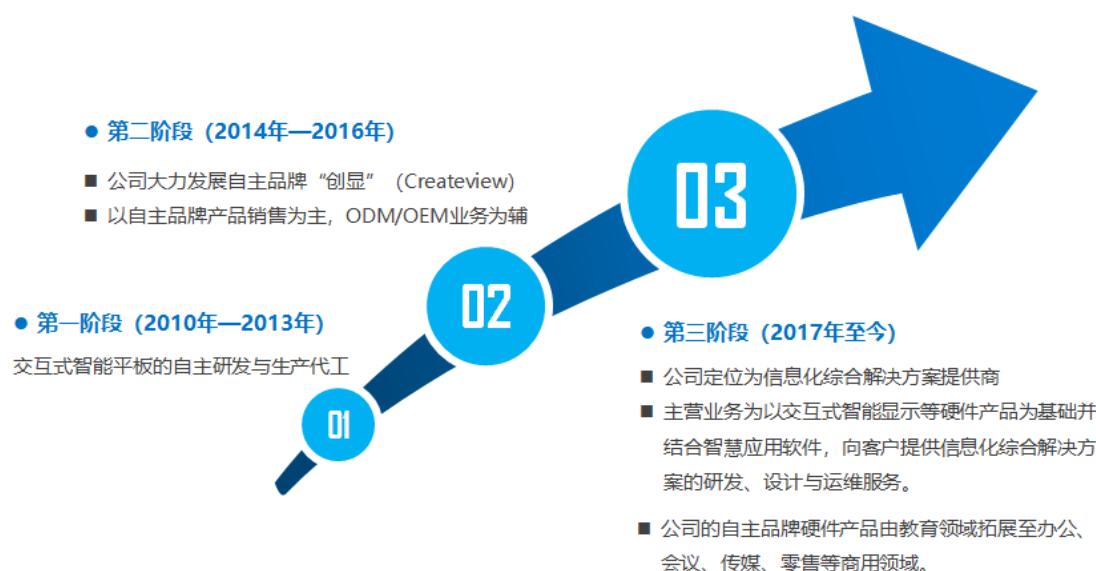 第二阶段（2014年—2016年）
公司大力发展自主品牌“创显”（Createview）
以自主品牌产品销售为主，ODM/OEM业务为辅
03
02
第一阶段（2010年—2013年）
交互式智能平板的自主研发与生产代工
01
第三阶段（2017年至今）
公司定位为信息化综合解决方案提供商
主营业务为以交互式智能显示等硬件产品为基础并
结合智慧应用软件，向客户提供信息化综合解决方
案的研发、设计与运维服务。
公司的自主品牌硬件产品由教育领域拓展至办公、
会议、传媒、零售等商用领域。